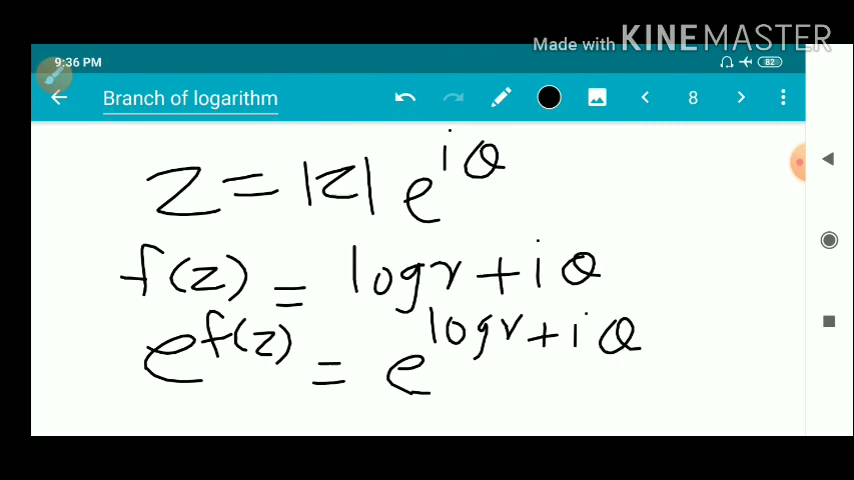 Made with KINEMASTER
9:36 PM 82
Branch of logarithm 8
z = |z| e^{iθ}
f(z) = log r + iθ
e^{f(z)} = e^{log r + iθ}